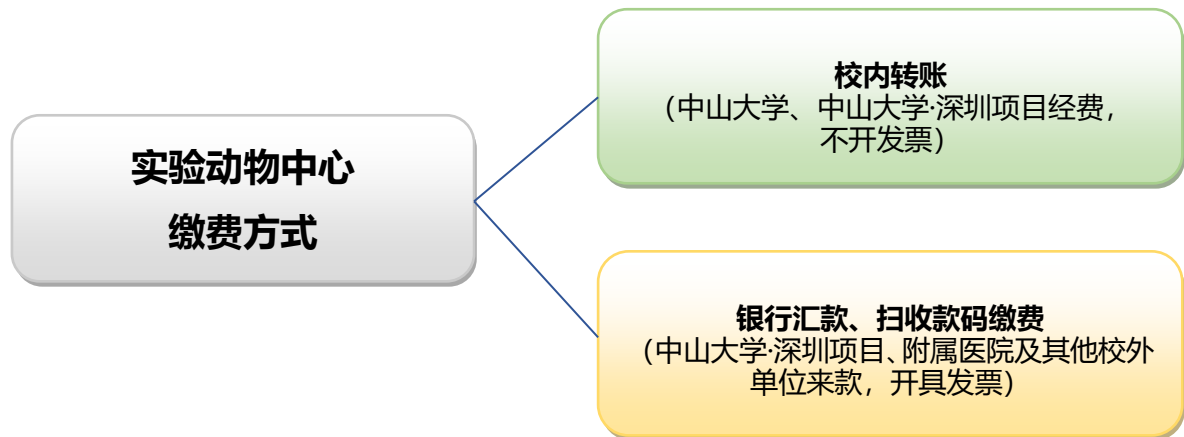 实验动物中心
缴费方式
校内转账
（中山大学、中山大学·深圳项目经费，
不开发票）
银行汇款、扫收款码缴费
（中山大学·深圳项目、附属医院及其他校外
单位来款，开具发票）